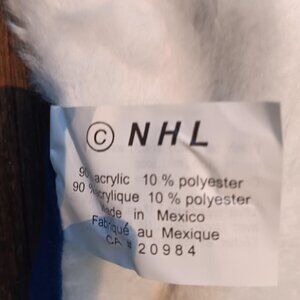 © NHL
90 acrylic 10 % polyester
90 % acrylique 10 % polyester
Made in Mexico
Fabriqué au Mexique
CA # 20984